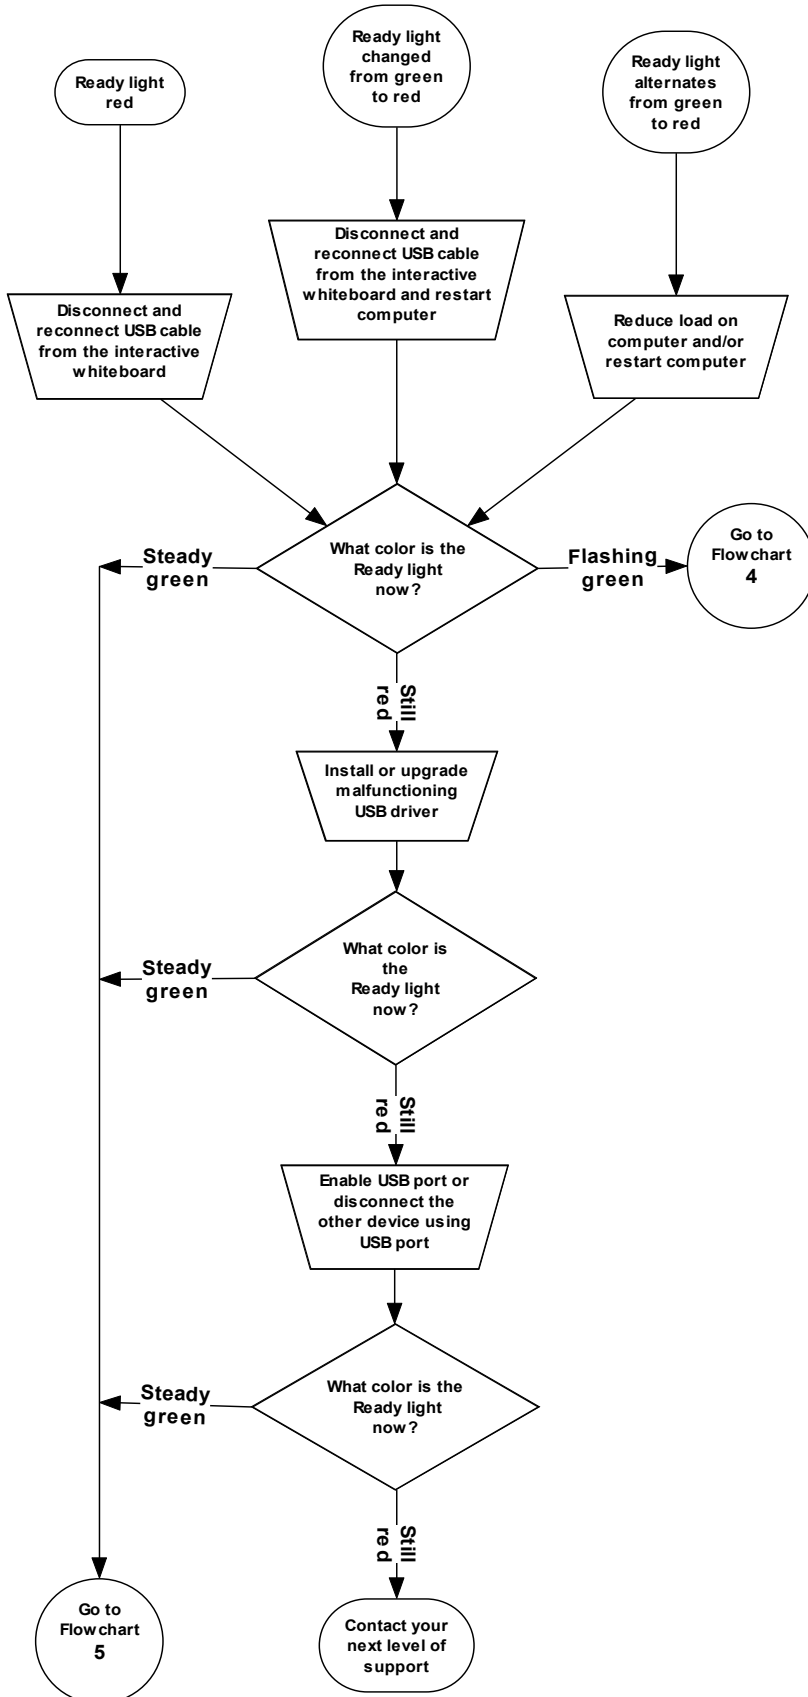 Ready light
red
Ready light
changed
from green
to red
Ready light
alternates
from green
to red
Disconnect and
reconnect USB cable
from the interactive
whiteboard
Disconnect and
reconnect USB cable
from the interactive
whiteboard and restart
computer
Reduce load on
computer and/or
restart computer
What color is the
Ready light
now?
Steady
green
Flashing
green
Go to
Flowchart
4
Still
red
Install or upgrade
malfunctioning
USB driver
What color is
the
Ready light
now?
Steady
green
Still
red
Enable USB port or
disconnect the
other device using
USB port
What color is the
Ready light
now?
Steady
green
Still
red
Go to
Flowchart
5
Contact your
next level of
support